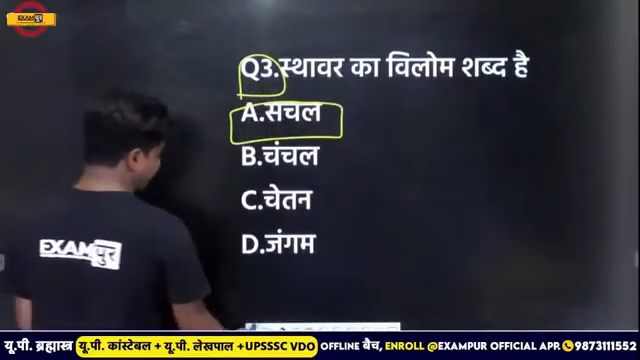 EXAMपुर
Q3.स्थावर का विलोम शब्द है
A.सचल
B.चंचल
C.चेतन
D.जंगम
EXAMपुर
यू.पी. ब्रह्मास्त्र यू.पी. कांस्टेबल + यू.पी. लेखपाल +UPSSSC VDO OFFLINE बैच, ENROLL @EXAMPUR OFFICIAL APP. 9873111552